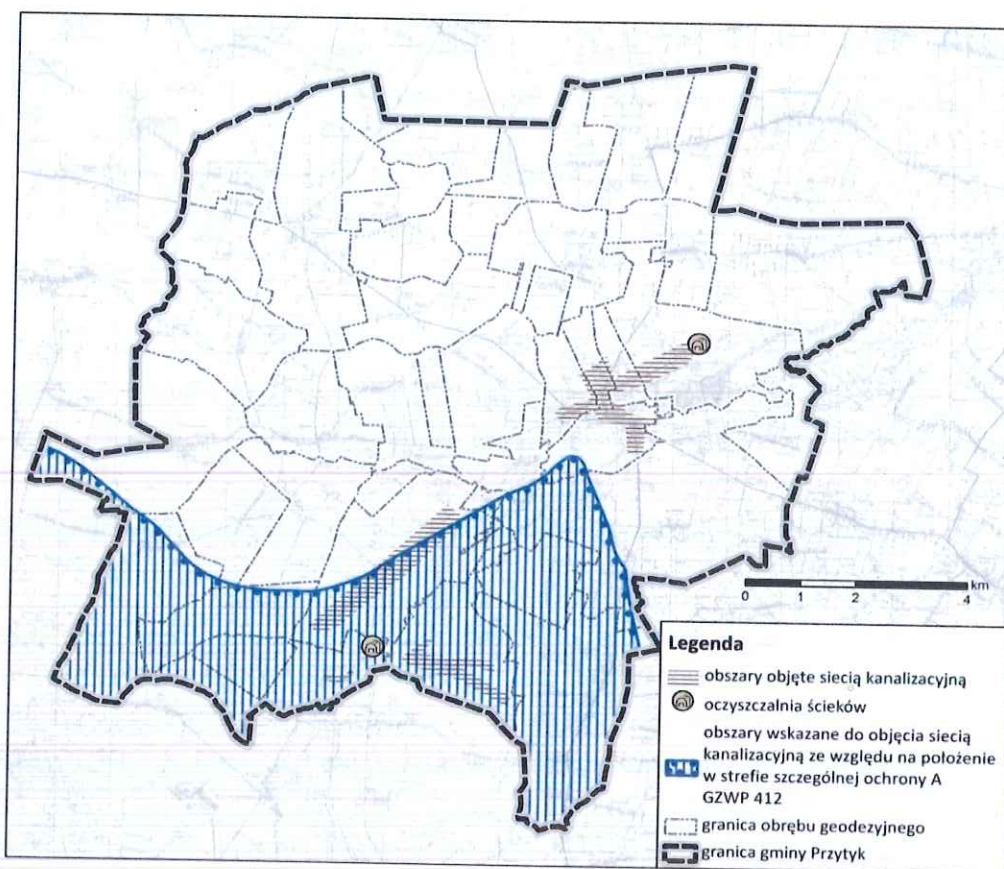 km
0 1 2 4
Legenda
obszary objęte siecią kanalizacyjną
oczyszczalnia ścieków
obszary wskazane do objęcia siecią
kanalizacyjną ze względu na położenie
w strefie szczególnej ochrony A
GZWP 412
granica obrębu geodezyjnego
granica gminy Przytyk